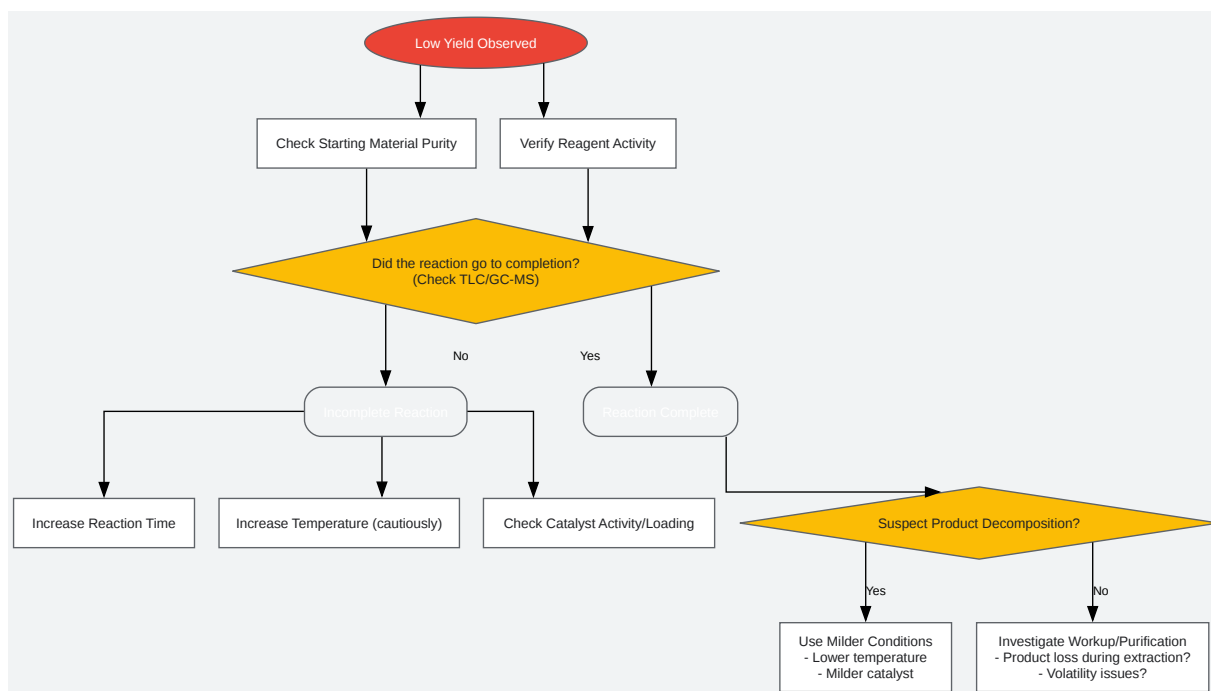 Low Yield Observed
Check Starting Material Purity
Verify Reagent Activity
Did the reaction go to completion?
(Check TLC/GC-MS)
No
Yes
Incomplete Reaction
Reaction Complete
Increase Reaction Time
Increase Temperature (cautiously)
Check Catalyst Activity/Loading
Suspect Product Decomposition?
Yes
No
Use Milder Conditions
- Lower temperature
- Milder catalyst
Investigate Workup/Purification
- Product loss during extraction?
- Volatility issues?